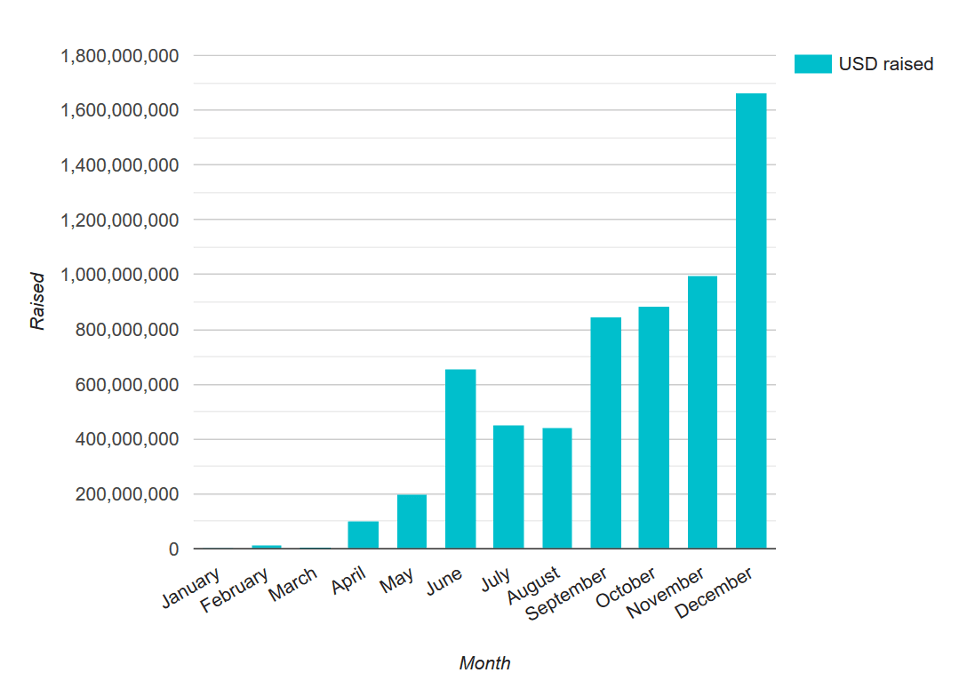 1,800,000,000
1,600,000,000
1,400,000,000
1,200,000,000
1,000,000,000
800,000,000
600,000,000
400,000,000
200,000,000
0
Raised
USD raised
January
February
March
April
May
June
July
August
September
October
November
December
Month